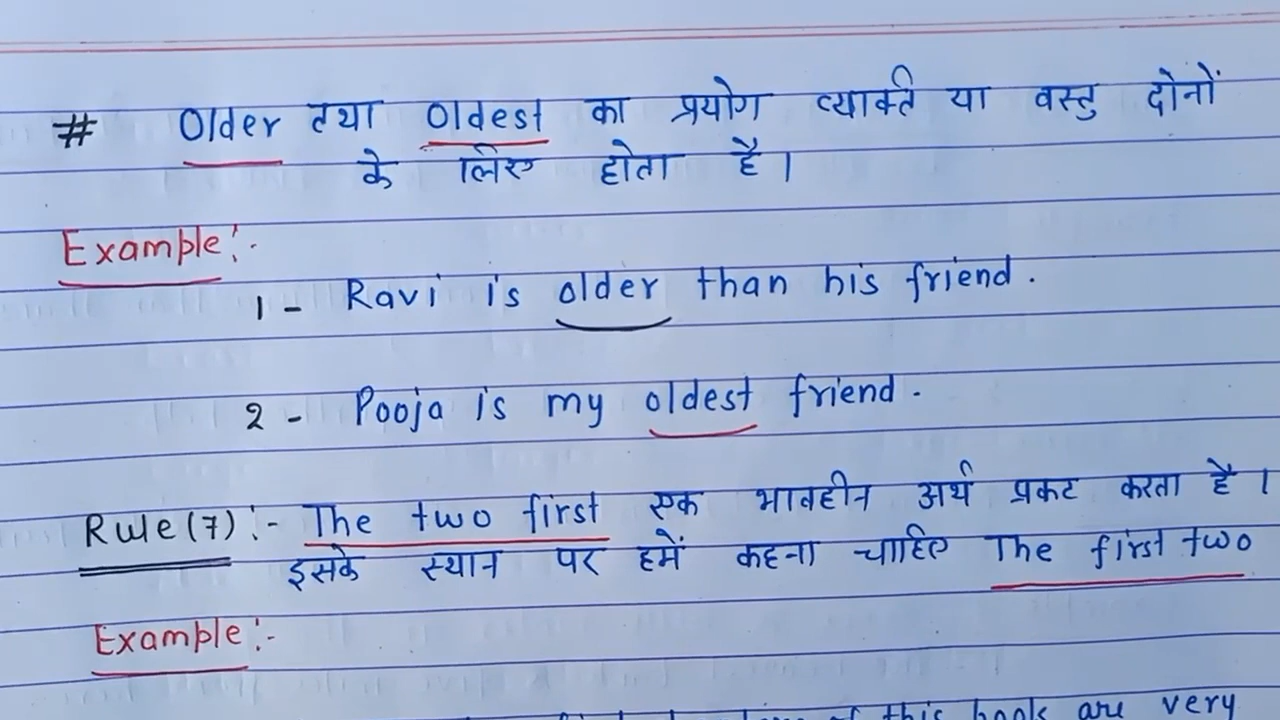 # Older तथा Oldest का प्रयोग व्यक्ति या वस्तु दोनों
के लिए होता है।
Example:-
1- Ravi is older than his friend.
2- Pooja is my oldest friend.
Rule(7):- The two first एक भावहीन अर्थ प्रकट करता है।
इसके स्थान पर हमें कहना चाहिए The first two
Example:-
of this book are very